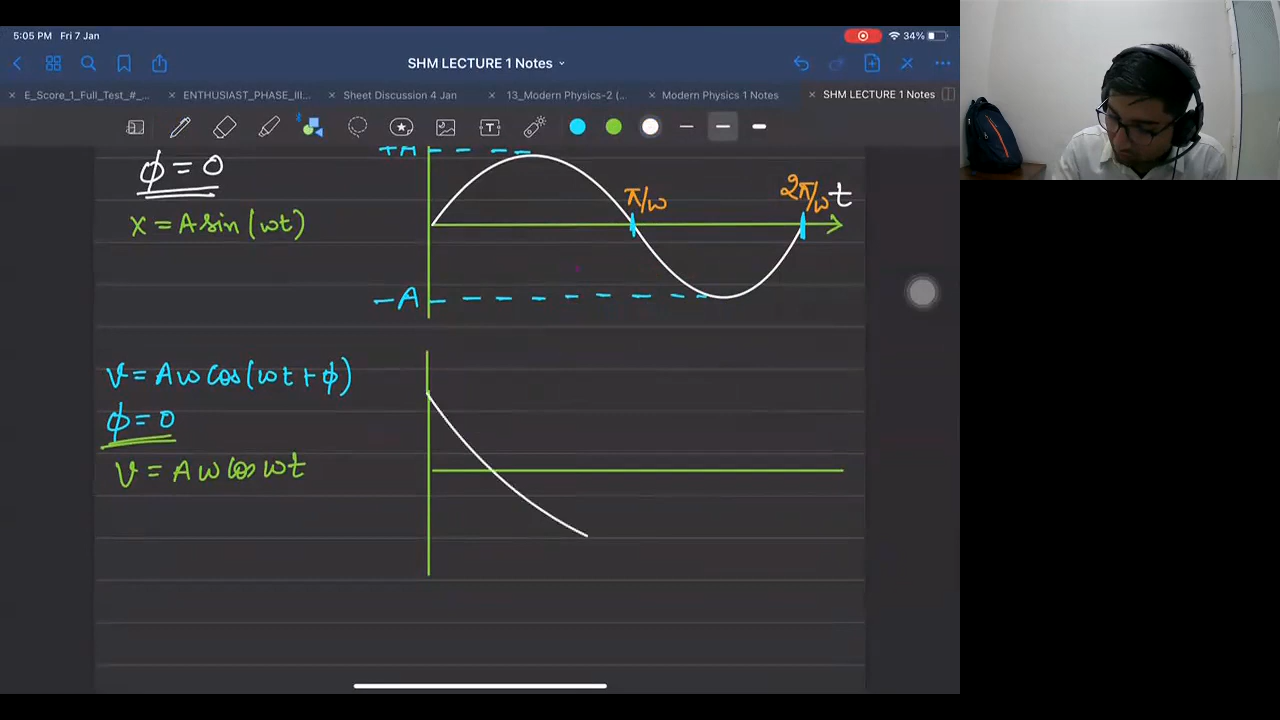 5:05 PM Fri 7 Jan
34%
SHM LECTURE 1 Notes
E_Score_1_Full_Test_#_...
ENTHUSIAST_PHASE_III...
Sheet Discussion 4 Jan
13_Modern Physics-2 (...
Modern Physics 1 Notes
SHM LECTURE 1 Notes
ϕ = 0
+A
x = A sin(ωt)
π/ω
2π/ω
t
-A
v = Aω cos(ωt + ϕ)
ϕ = 0
v = Aω cos ωt